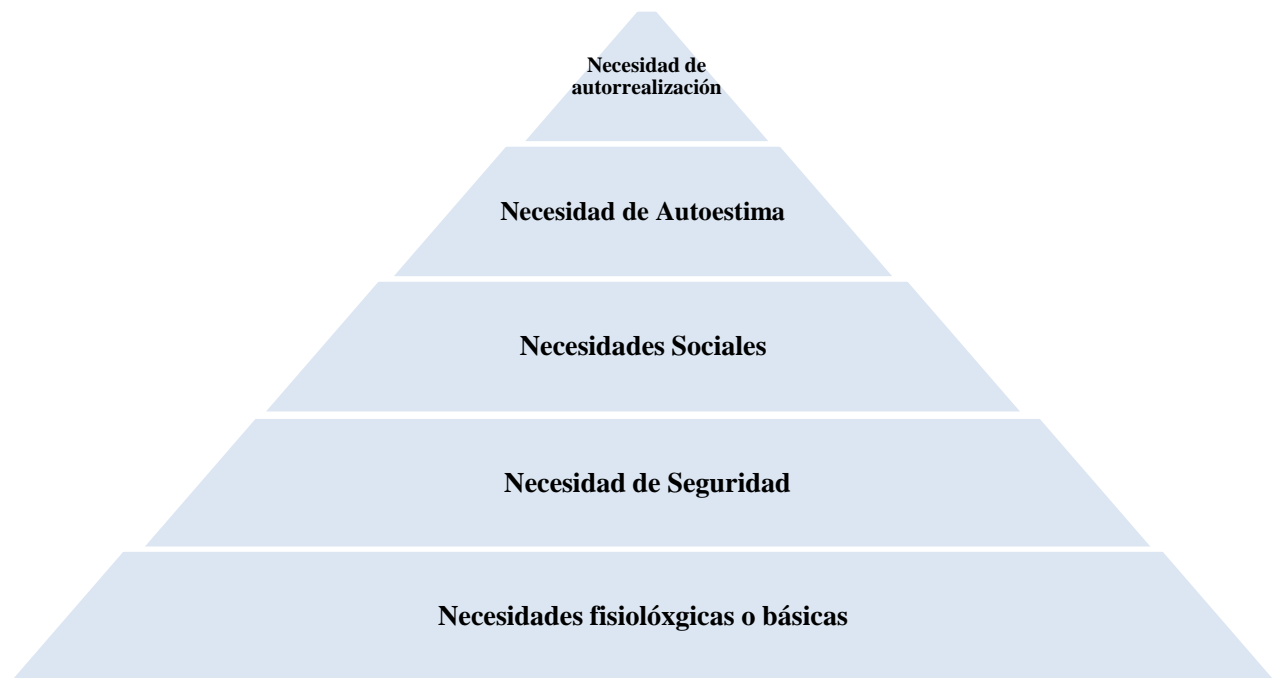 Necesidad de
autorrealización
Necesidad de Autoestima
Necesidades Sociales
Necesidad de Seguridad
Necesidades fisiolóxgicas o básicas